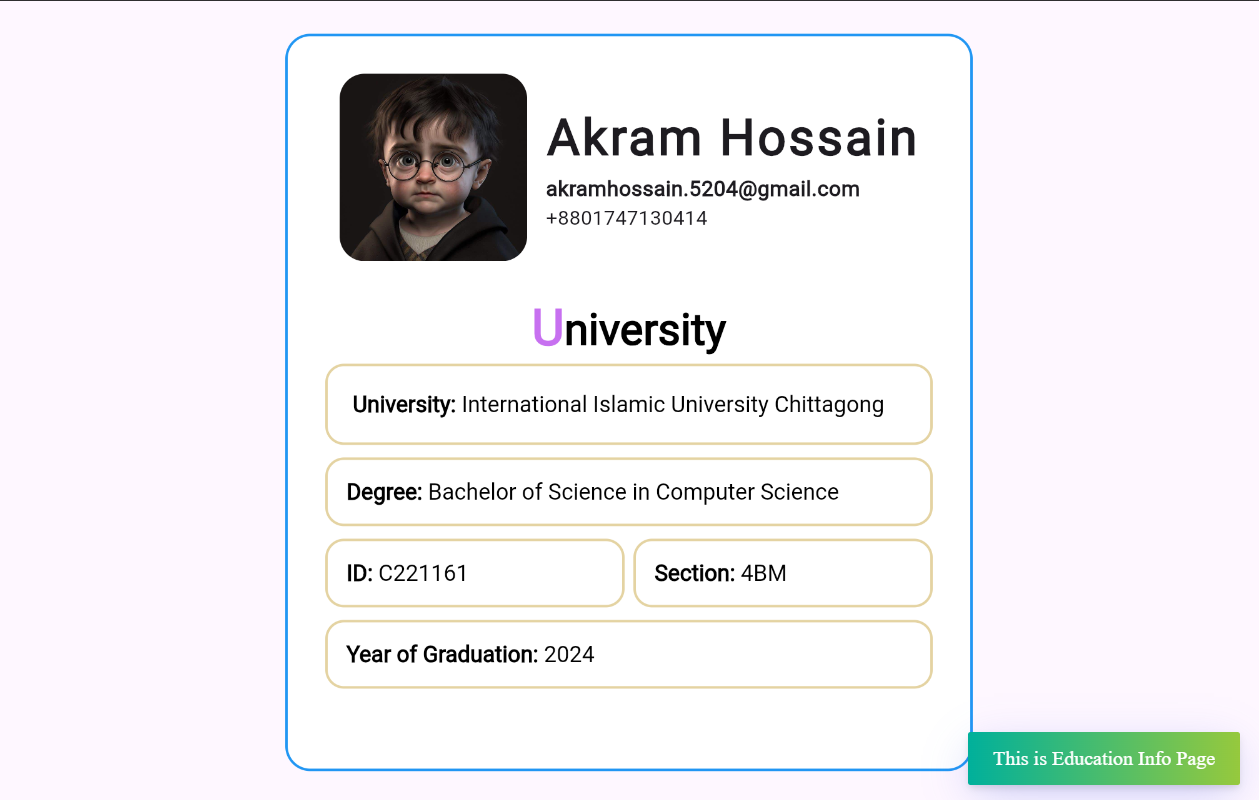 Akram Hossain
akramhossain.5204@gmail.com
+8801747130414
University
University: International Islamic University Chittagong
Degree: Bachelor of Science in Computer Science
ID: C221161
Section: 4BM
Year of Graduation: 2024
This is Education Info Page